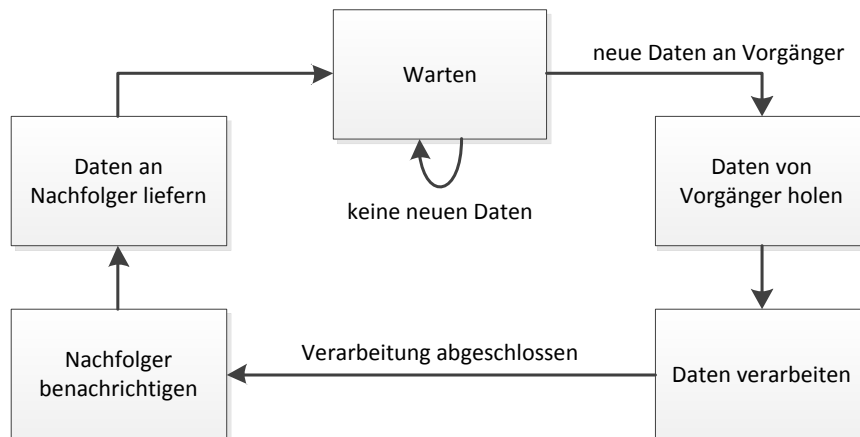 neue Daten an Vorgänger
Warten
Daten an
Nachfolger liefern
Daten von
Vorgänger holen
keine neuen Daten
Verarbeitung abgeschlossen
Nachfolger
benachrichtigen
Daten verarbeiten